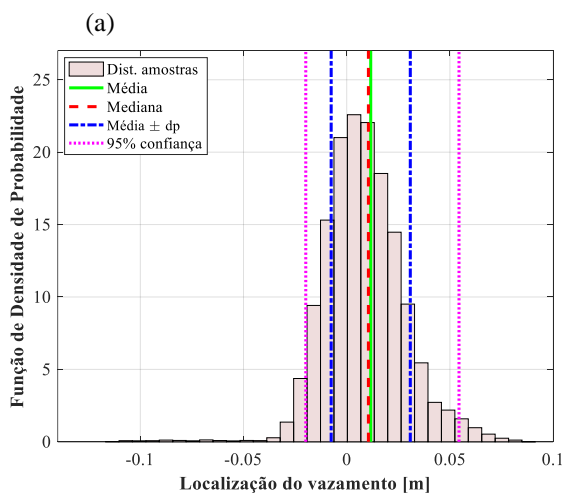 (a)
Função de Densidade de Probabilidade
25
20
15
10
5
0
Dist. amostras
Média
Mediana
Média ± dp
95% confiança
-0.1
-0.05
0
0.05
0.1
Localização do vazamento [m]